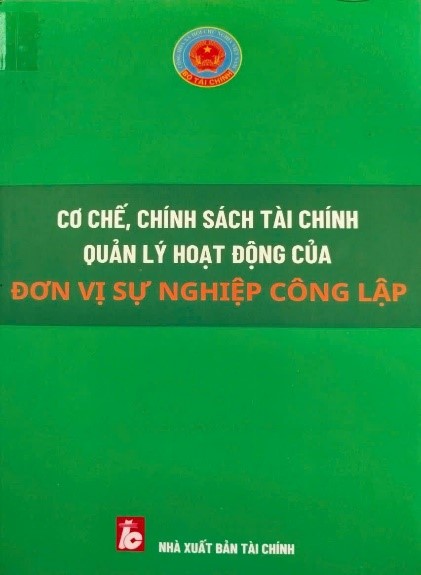 BỘ TÀI CHÍNH
CƠ CHẾ, CHÍNH SÁCH TÀI CHÍNH
QUẢN LÝ HOẠT ĐỘNG CỦA
ĐƠN VỊ SỰ NGHIỆP CÔNG LẬP
NHÀ XUẤT BẢN TÀI CHÍNH